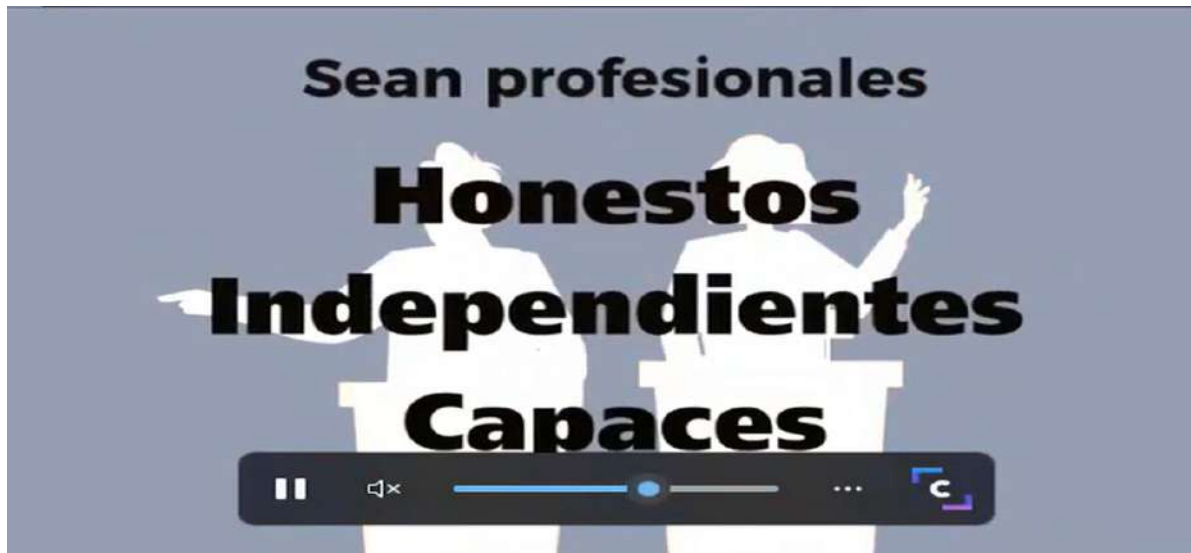 Sean profesionales
Honestos
Independientes
Capaces
C